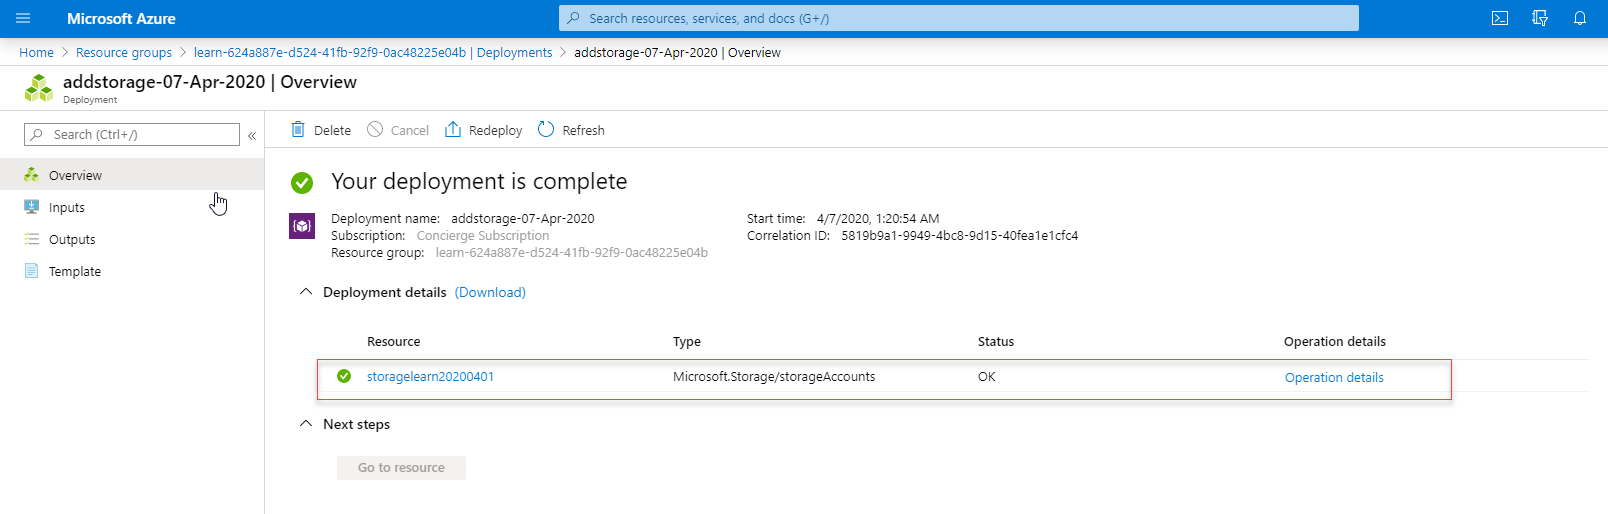 Microsoft Azure
Search resources, services, and docs (G+/)
Home > Resource groups > learn-624a887e-d524-41fb-92f9-0ac48225e04b | Deployments > addstorage-07-Apr-2020 | Overview
addstorage-07-Apr-2020 | Overview
Deployment
Search (Ctrl+/)
«
Overview
Inputs
Outputs
Template
Delete Cancel Redeploy Refresh
Your deployment is complete
Deployment name: addstorage-07-Apr-2020
Subscription: Concierge Subscription
Resource group: learn-624a887e-d524-41fb-92f9-0ac48225e04b
Start time: 4/7/2020, 1:20:54 AM
Correlation ID: 5819b9a1-9949-4bc8-9d15-40fea1e1cfc4
Deployment details (Download)
Resource Type Status Operation details
storagelearn20200401 Microsoft.Storage/storageAccounts OK Operation details
Next steps
Go to resource